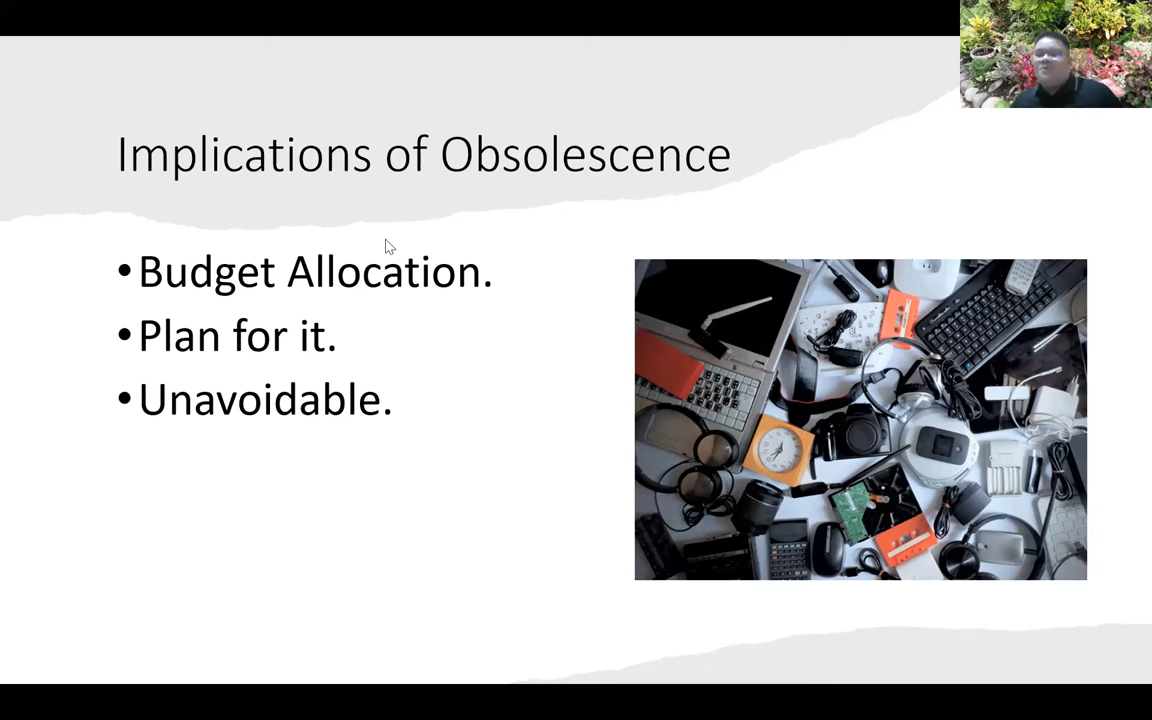 Implications of Obsolescence
•Budget Allocation.
•Plan for it.
•Unavoidable.